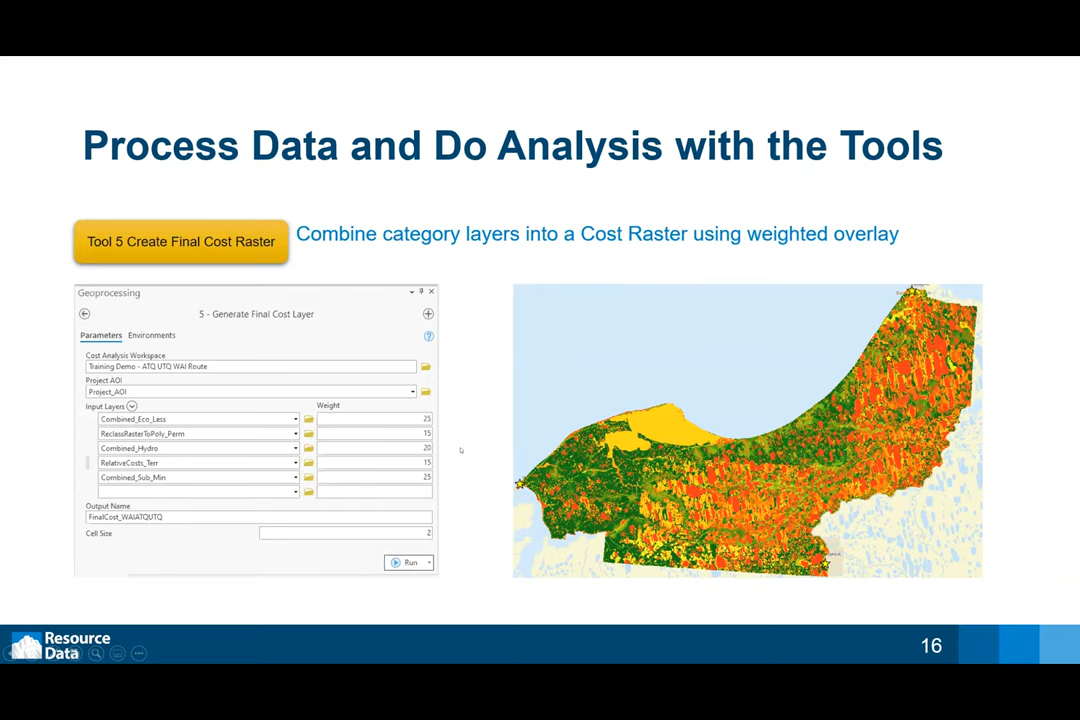 Process Data and Do Analysis with the Tools
Tool 5 Create Final Cost Raster
Combine category layers into a Cost Raster using weighted overlay
Geoprocessing
5 - Generate Final Cost Layer
Parameters Environments
Cost Analysis Workspace
Training Demo - ATQ UTQ WAI Route
Project AOI
Project_AOI
Input Layers Weight
Combined_Eco_Less 25
ReclassRasterToPoly_Perm 15
Combined_Hydro 20
RelativeCosts_Terr 15
Combined_Sub_Min 25
Output Name
FinalCost_WAIATQUTQ
Cell Size 2
Run
Resource
Data
16